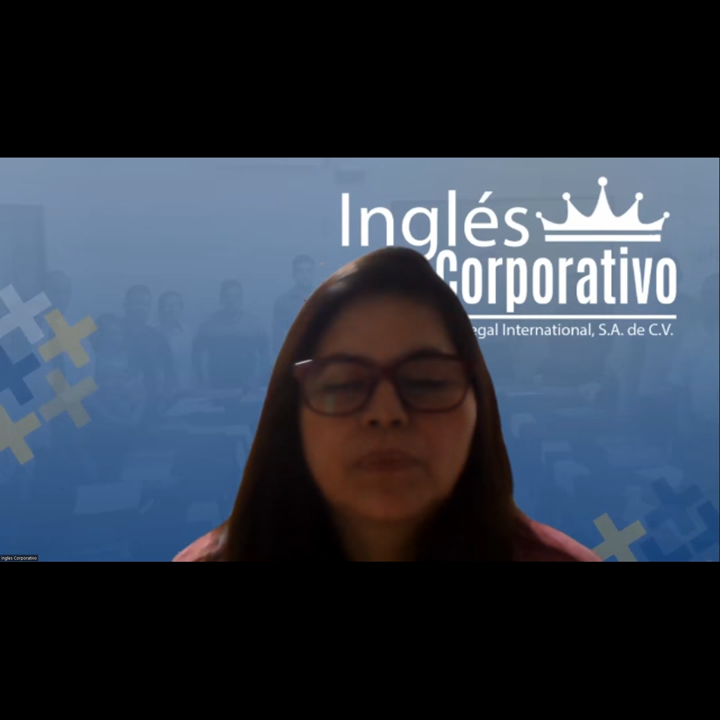 Inglés
Corporativo
egal International, S.A. de C.V.
Inglés Corporativo